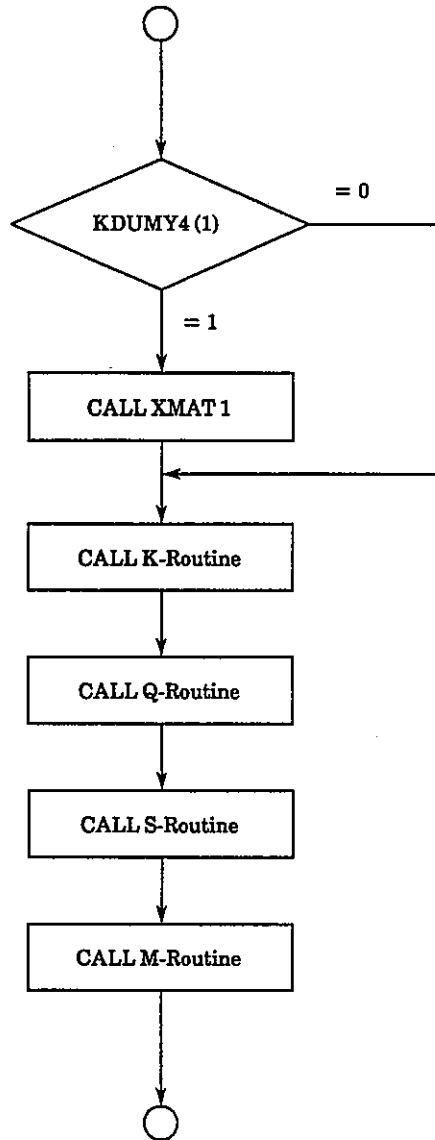 = 0
KDUMY4 (1)
= 1
CALL XMAT 1
CALL K-Routine
CALL Q-Routine
CALL S-Routine
CALL M-Routine